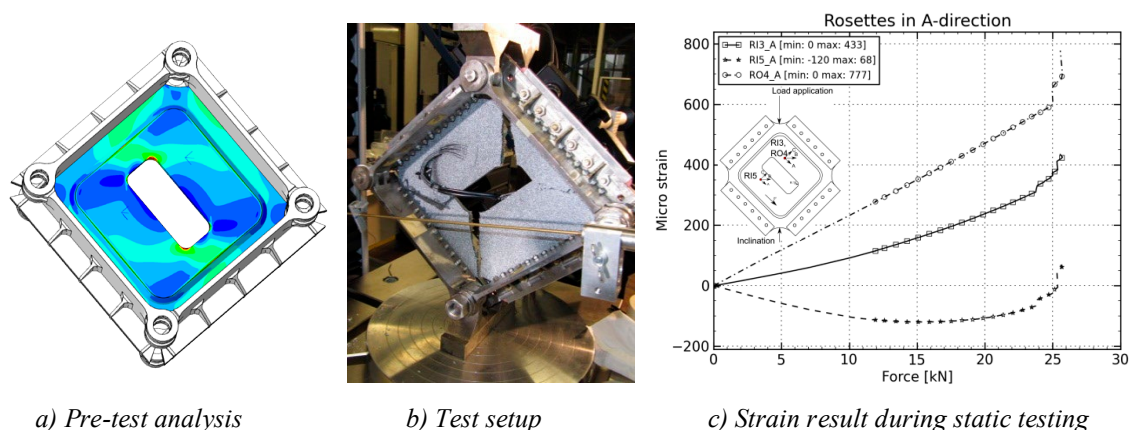 Rosettes in A-direction
RI3_A [min: 0 max: 433]
RI5_A [min: -120 max: 68]
RO4_A [min: 0 max: 777]
Load application
RI3,
RO4
RI5
Inclination
Micro strain
800
600
400
200
0
−200
0
5
10
15
20
25
30
Force [kN]
a) Pre-test analysis
b) Test setup
c) Strain result during static testing